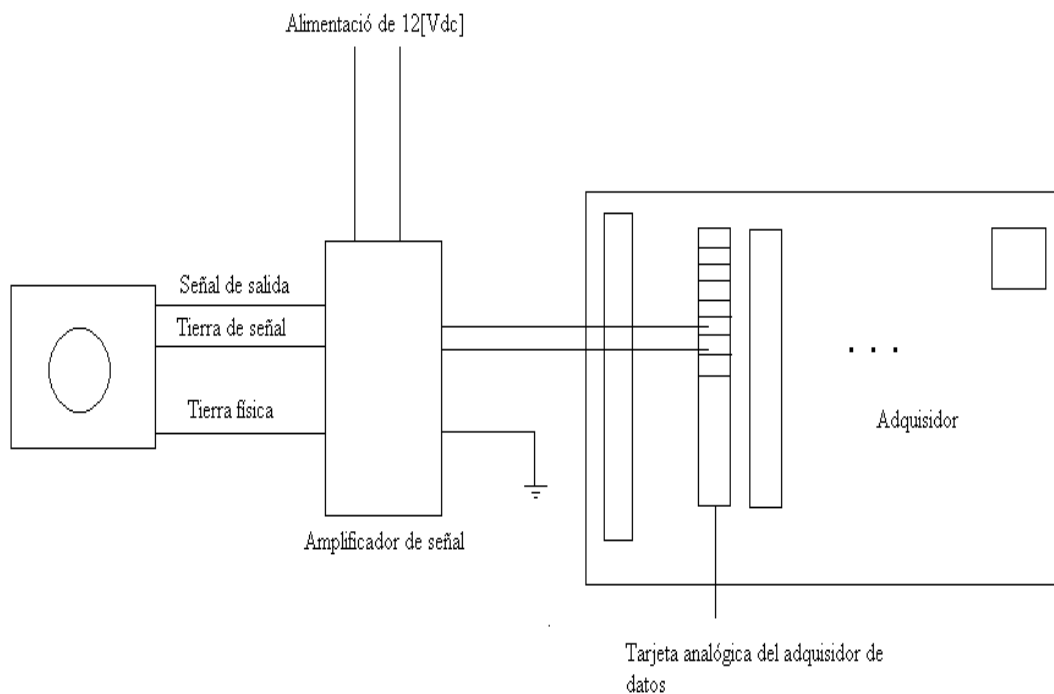 Alimentació de 12[Vdc]
Señal de salida
Tierra de señal
Tierra física
Amplificador de señal
Adquisidor
Tarjeta analógica del adquisidor de
datos